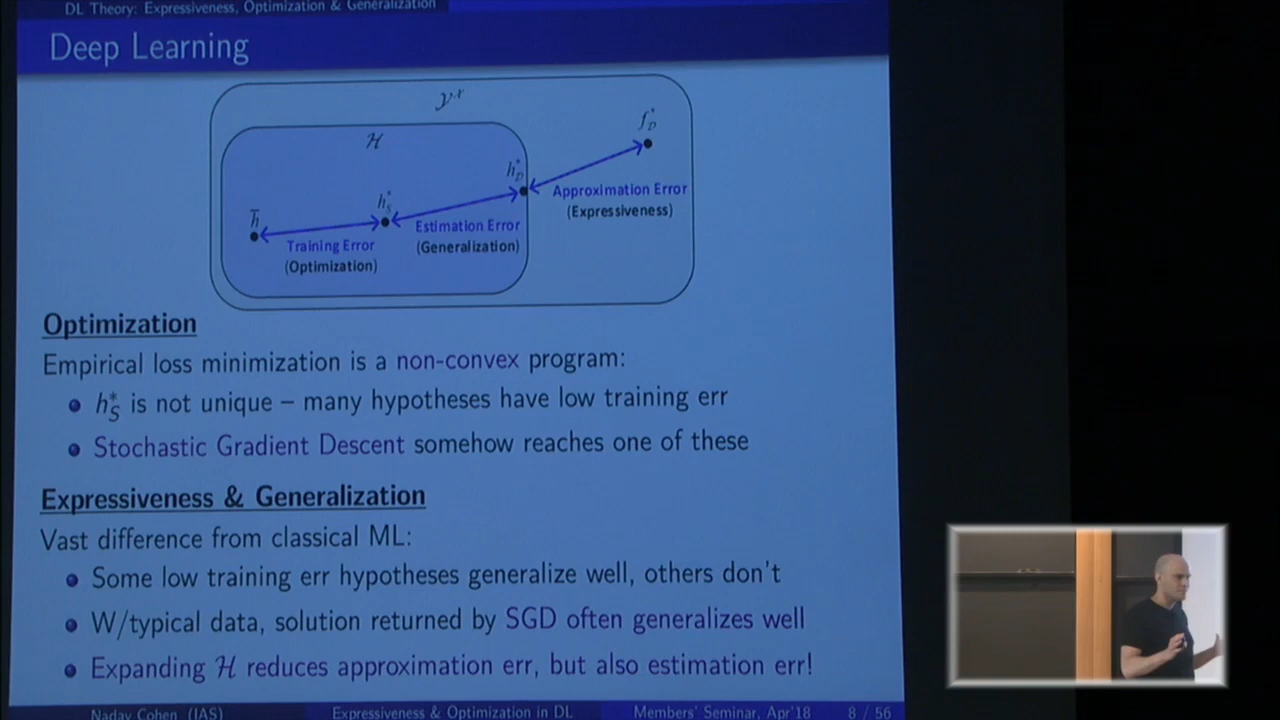 DL Theory: Expressiveness, Optimization & Generalization
Deep Learning
𝒴^𝒳
ℋ
f*_D
h*_D
Approximation Error
(Expressiveness)
h*_S
Estimation Error
(Generalization)
h̅
Training Error
(Optimization)
Optimization
Empirical loss minimization is a non-convex program:
h*_S is not unique – many hypotheses have low training err
Stochastic Gradient Descent somehow reaches one of these
Expressiveness & Generalization
Vast difference from classical ML:
Some low training err hypotheses generalize well, others don't
W/typical data, solution returned by SGD often generalizes well
Expanding ℋ reduces approximation err, but also estimation err!
Nadav Cohen (IAS) Expressiveness & Optimization in DL Members' Seminar, Apr'18 8 / 56